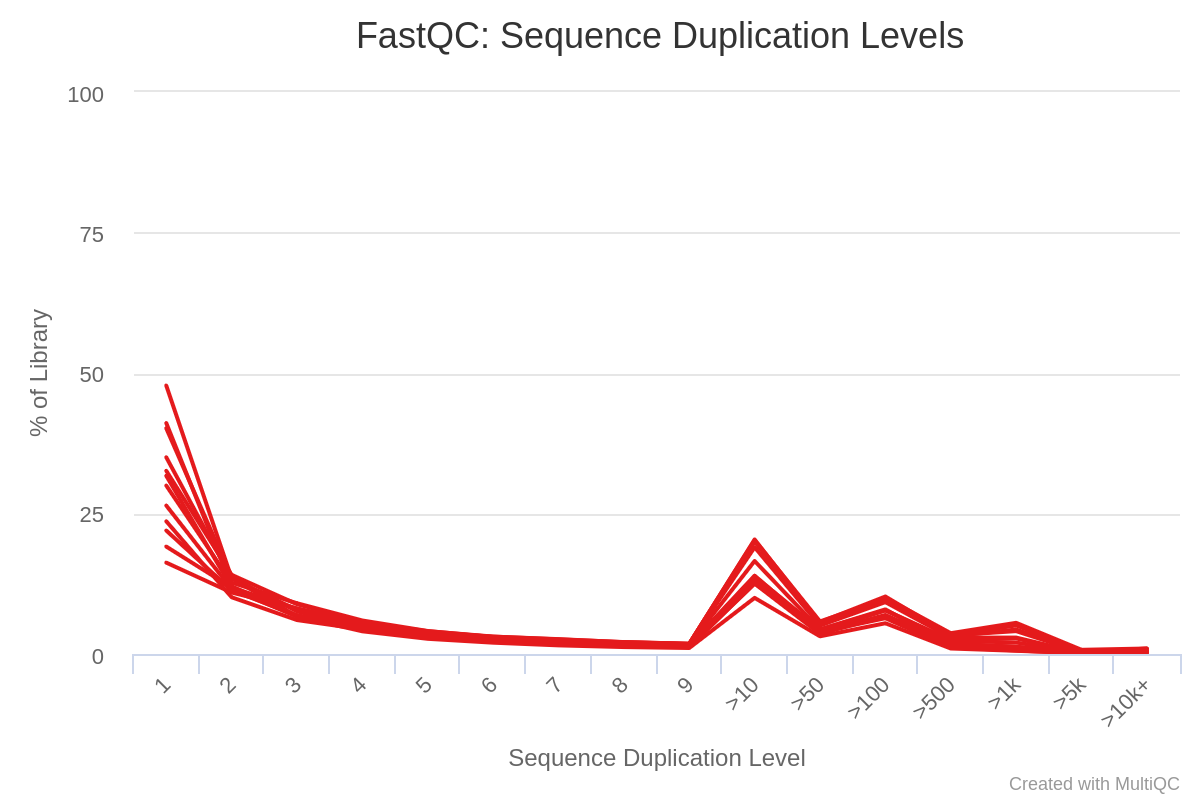 FastQC: Sequence Duplication Levels
100
75
50
25
0
% of Library
1 2 3 4 5 6 7 8 9 >10 >50 >100 >500 >1k >5k >10k+
Sequence Duplication Level
Created with MultiQC